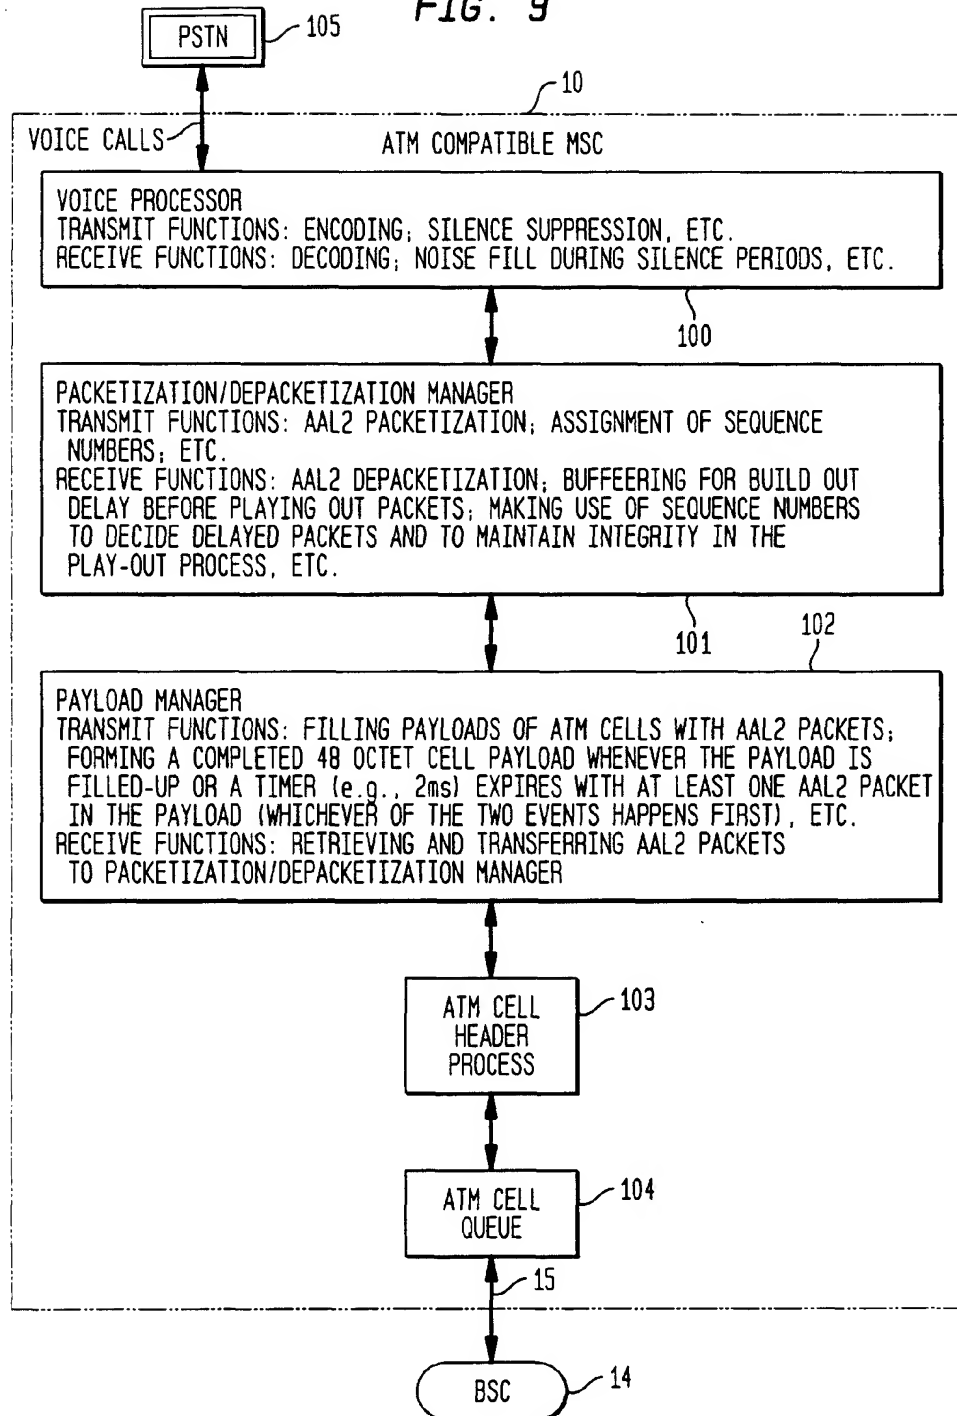 FIG. 9
PSTN
105
10
VOICE CALLS
ATM COMPATIBLE MSC
VOICE PROCESSOR
TRANSMIT FUNCTIONS: ENCODING; SILENCE SUPPRESSION, ETC.
RECEIVE FUNCTIONS: DECODING; NOISE FILL DURING SILENCE PERIODS, ETC.
100
PACKETIZATION/DEPACKETIZATION MANAGER
TRANSMIT FUNCTIONS: AAL2 PACKETIZATION; ASSIGNMENT OF SEQUENCE
NUMBERS; ETC.
RECEIVE FUNCTIONS: AAL2 DEPACKETIZATION; BUFFEERING FOR BUILD OUT
DELAY BEFORE PLAYING OUT PACKETS; MAKING USE OF SEQUENCE NUMBERS
TO DECIDE DELAYED PACKETS AND TO MAINTAIN INTEGRITY IN THE
PLAY-OUT PROCESS, ETC.
101
102
PAYLOAD MANAGER
TRANSMIT FUNCTIONS: FILLING PAYLOADS OF ATM CELLS WITH AAL2 PACKETS;
FORMING A COMPLETED 48 OCTET CELL PAYLOAD WHENEVER THE PAYLOAD IS
FILLED-UP OR A TIMER (e.g., 2ms) EXPIRES WITH AT LEAST ONE AAL2 PACKET
IN THE PAYLOAD (WHICHEVER OF THE TWO EVENTS HAPPENS FIRST), ETC.
RECEIVE FUNCTIONS: RETRIEVING AND TRANSFERRING AAL2 PACKETS
TO PACKETIZATION/DEPACKETIZATION MANAGER
ATM CELL
HEADER
PROCESS
103
ATM CELL
QUEUE
104
15
BSC
14